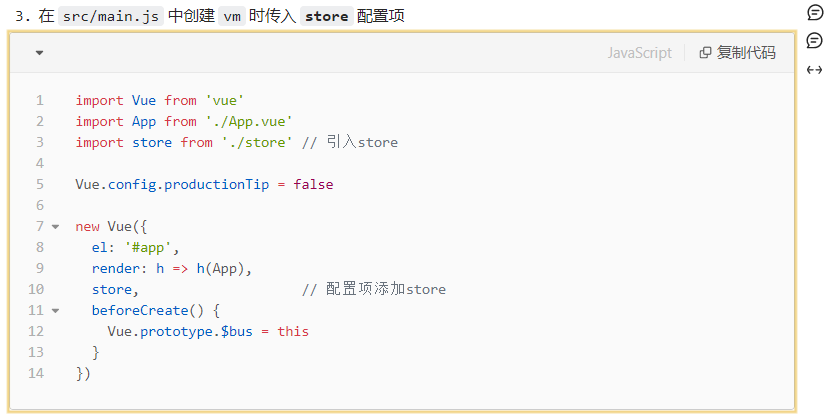 3. 在 src/main.js 中创建 vm 时传入 store 配置项
JavaScript 复制代码
1 import Vue from 'vue'
2 import App from './App.vue'
3 import store from './store' // 引入store
4
5 Vue.config.productionTip = false
6
7 new Vue({
8   el: '#app',
9   render: h => h(App),
10   store,                    // 配置项添加store
11   beforeCreate() {
12     Vue.prototype.$bus = this
13   }
14 })